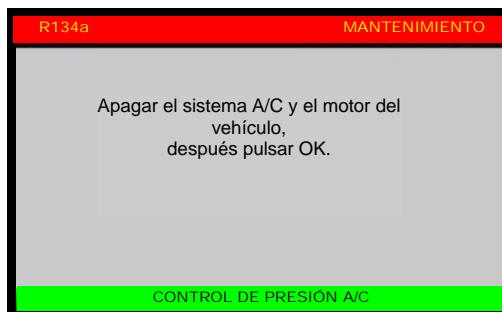 R134a MANTENIMIENTO
Apagar el sistema A/C y el motor del
vehículo,
después pulsar OK.
CONTROL DE PRESIÓN A/C